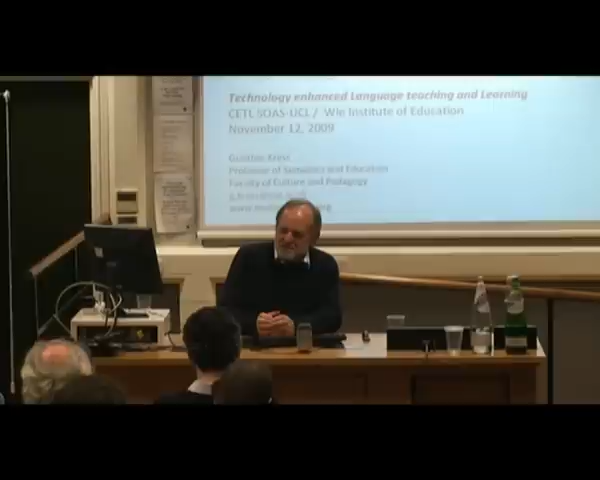 Technology enhanced Language teaching and Learning
CETL SOAS-UCL / Wle Institute of Education
November 12, 2009
Gunther Kress
Professor of Semiotics and Education
Faculty of Culture and Pedagogy